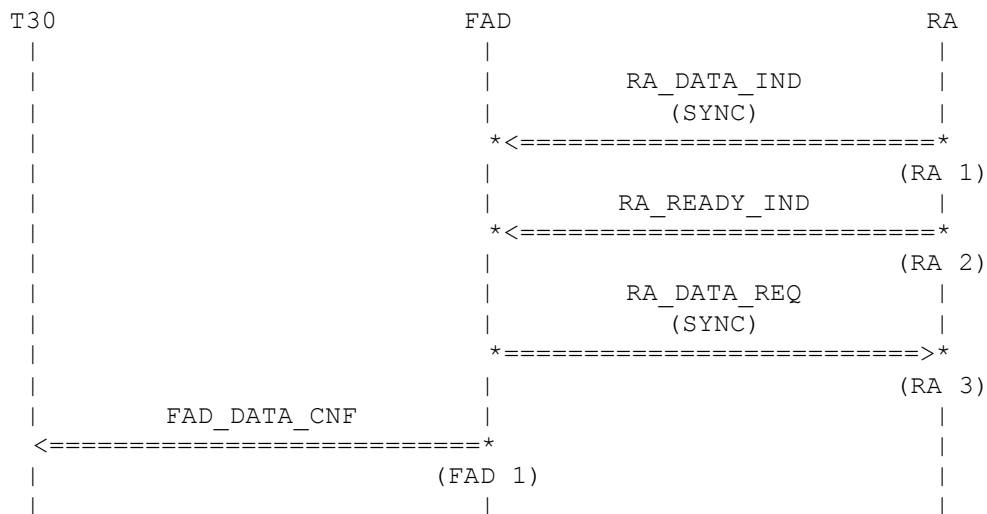 T30                          FAD                          RA
 |                            |                            |
 |                            |        RA_DATA_IND         |
 |                            |          (SYNC)            |
 |                            *<==========================*
 |                            |                         (RA 1)
 |                            |       RA_READY_IND         |
 |                            *<==========================*
 |                            |                         (RA 2)
 |                            |        RA_DATA_REQ         |
 |                            |          (SYNC)            |
 |                            *==========================>*
 |                            |                         (RA 3)
 |        FAD_DATA_CNF        |                            |
 <===========================*                            |
 |                         (FAD 1)                         |
 |                            |                            |